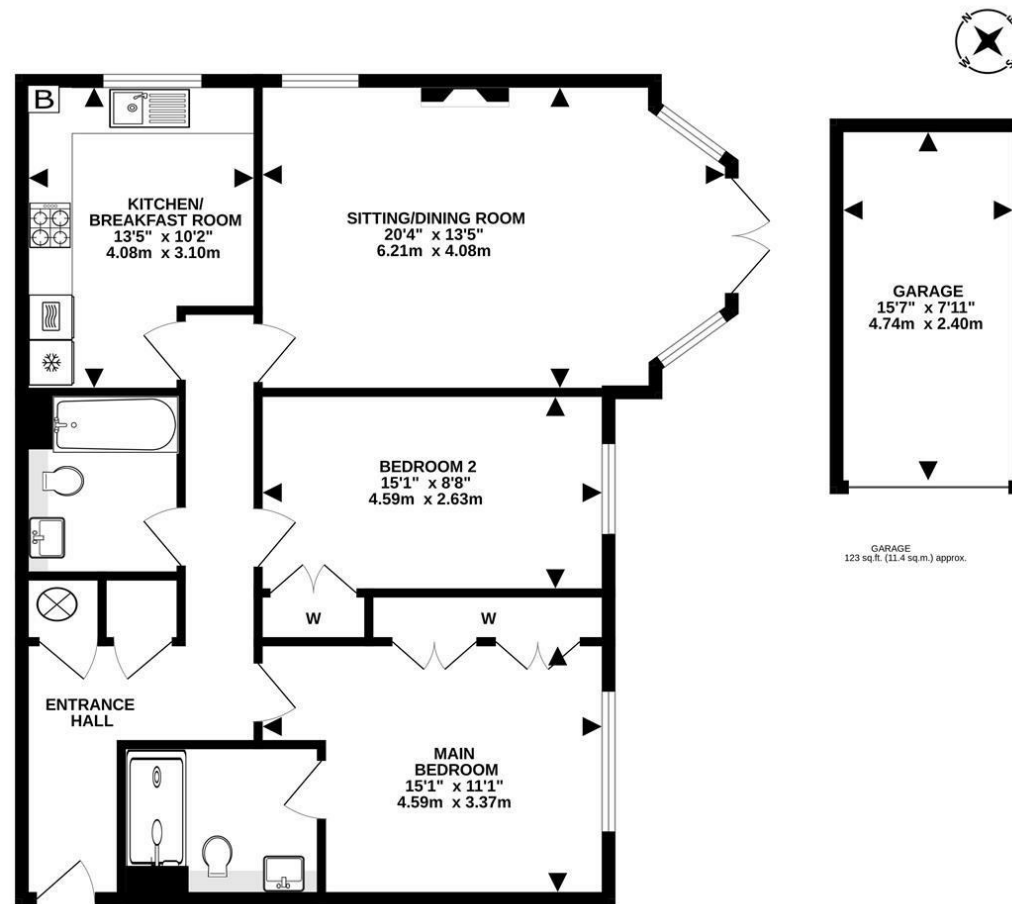 N
E
W
S
B
KITCHEN/
BREAKFAST ROOM
13'5" x 10'2"
4.08m x 3.10m
SITTING/DINING ROOM
20'4" x 13'5"
6.21m x 4.08m
GARAGE
15'7" x 7'11"
4.74m x 2.40m
BEDROOM 2
15'1" x 8'8"
4.59m x 2.63m
GARAGE
123 sq.ft. (11.4 sq.m.) approx.
W
W
ENTRANCE
HALL
MAIN
BEDROOM
15'1" x 11'1"
4.59m x 3.37m